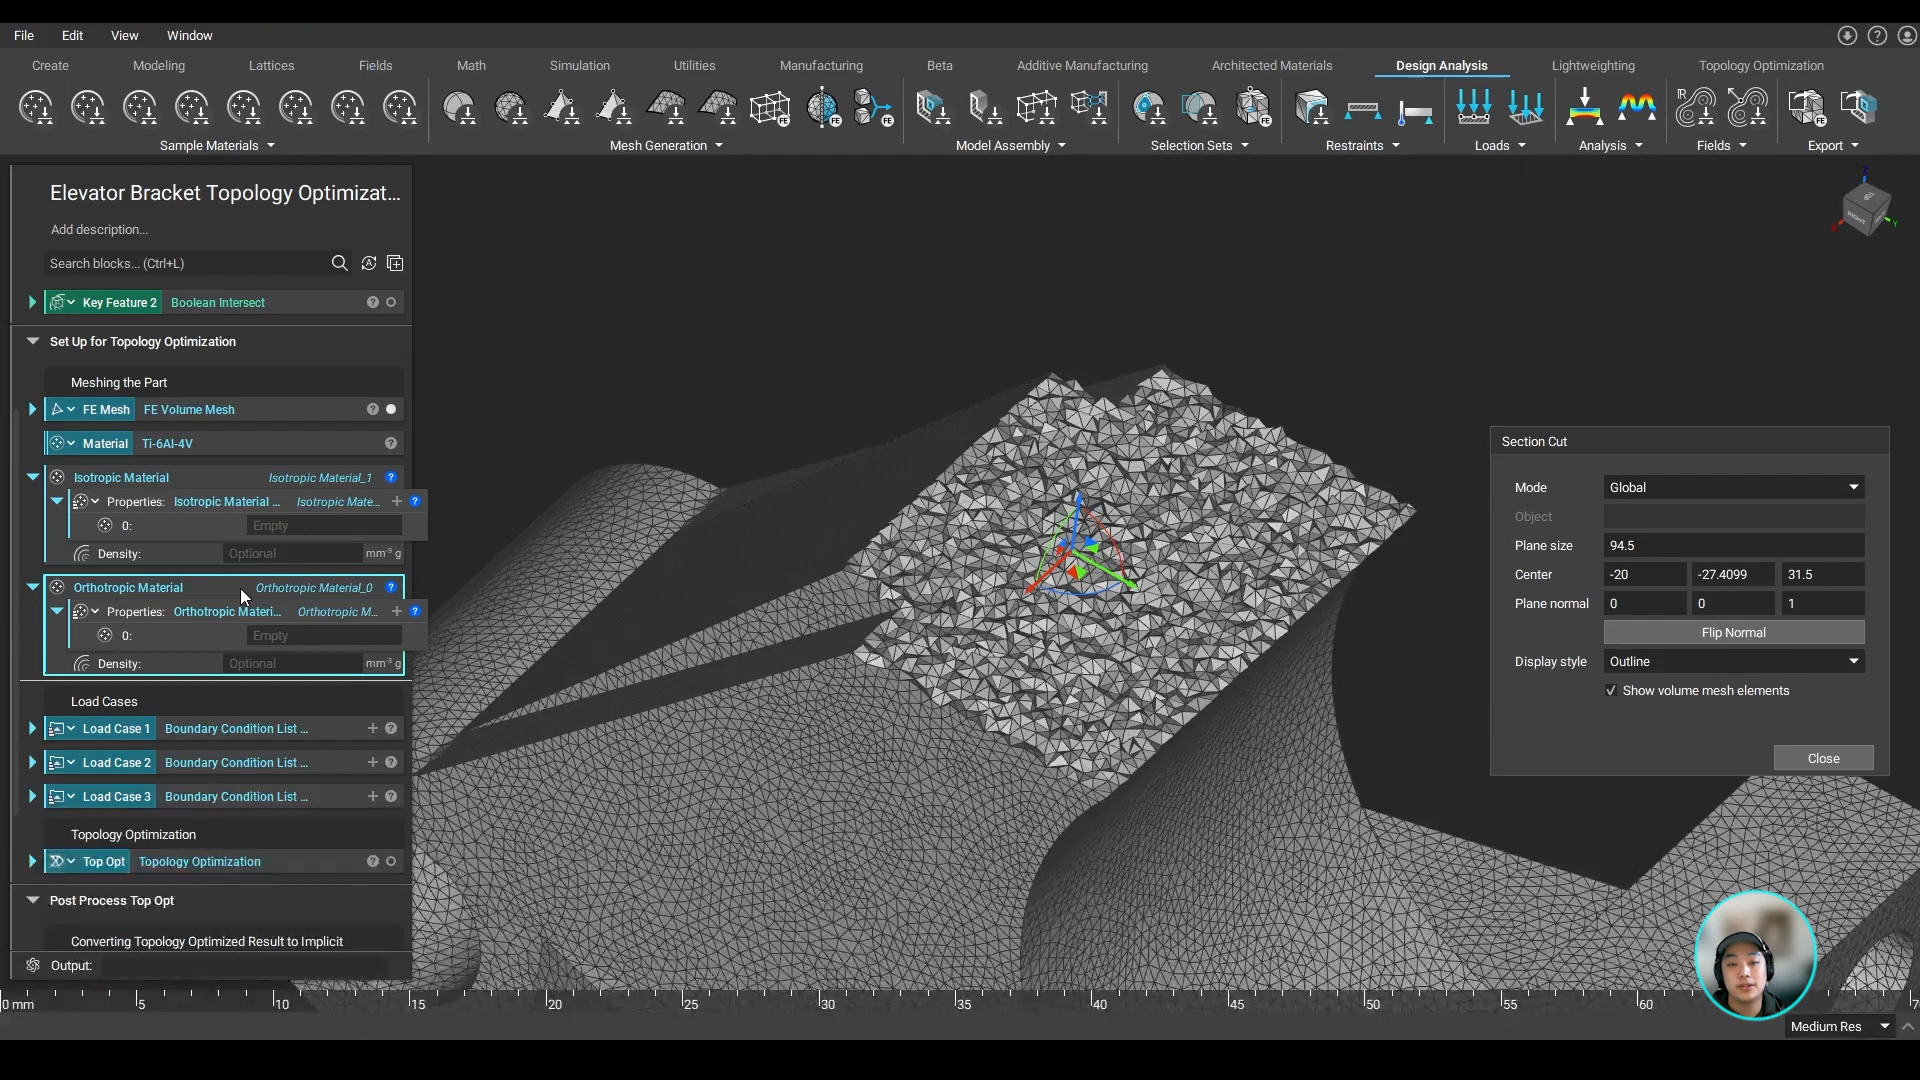 File Edit View Window
Create Modeling Lattices Fields Math Simulation Utilities Manufacturing Beta Additive Manufacturing Architected Materials Design Analysis Lightweighting Topology Optimization
Sample Materials Mesh Generation Model Assembly Selection Sets Restraints Loads Analysis Fields Export
Elevator Bracket Topology Optimizat...
Add description...
Search blocks... (Ctrl+L)
Key Feature 2 Boolean Intersect
Set Up for Topology Optimization
Meshing the Part
FE Mesh FE Volume Mesh
Material Ti-6Al-4V
Isotropic Material Isotropic Material_1
Properties: Isotropic Material ... Isotropic Mate...
0: Empty
Density: Optional mm⁻³ g
Orthotropic Material Orthotropic Material_0
Properties: Orthotropic Materi... Orthotropic M...
0: Empty
Density: Optional mm⁻³ g
Load Cases
Load Case 1 Boundary Condition List ...
Load Case 2 Boundary Condition List ...
Load Case 3 Boundary Condition List ...
Topology Optimization
Top Opt Topology Optimization
Post Process Top Opt
Converting Topology Optimized Result to Implicit
Output:
Section Cut
Mode Global
Object
Plane size 94.5
Center -20 -27.4099 31.5
Plane normal 0 0 1
Flip Normal
Display style Outline
Show volume mesh elements
Close
Z
RIGHT
X Y
0 mm 5 10 15 20 25 30 35 40 45 50 55 60
Medium Res